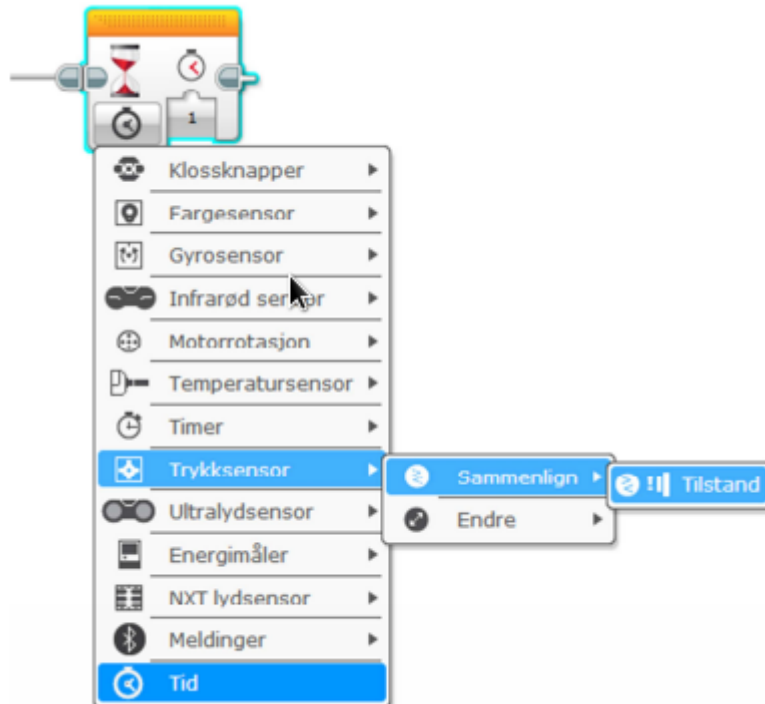 1
Klossknapper
Fargesensor
Gyrosensor
Infrarød sensor
Motorrotasjon
Temperatursensor
Timer
Trykksensor
Sammenlign
Tilstand
Ultralydsensor
Endre
Energimåler
NXT lydsensor
Meldinger
Tid